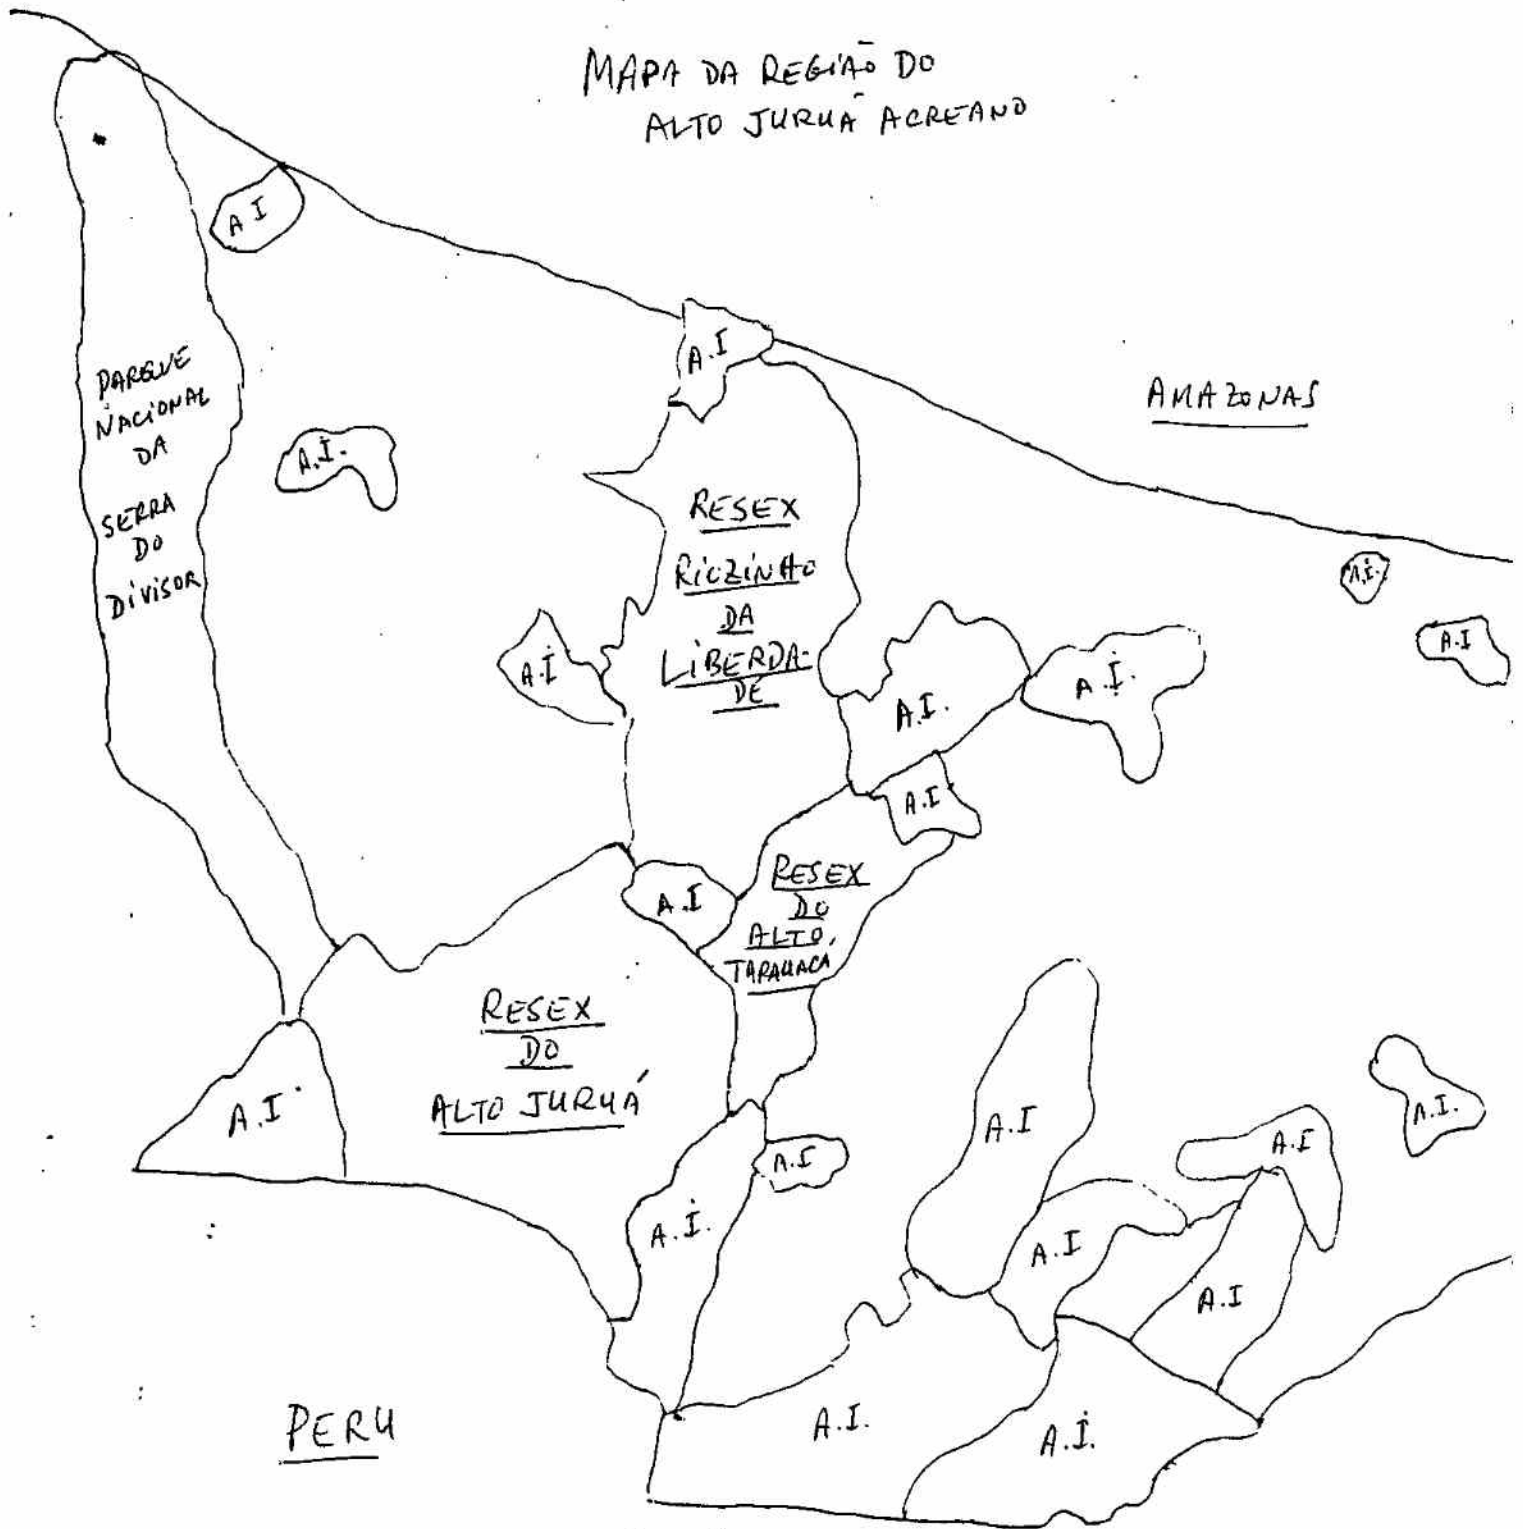 MAPA DA REGIÃO DO
ALTO JURUÁ ACREANO
A I
A.I
PARQUE
NACIONAL
DA
SERRA
DO
DIVISOR
AMAZONAS
A.I.
RESEX
RIOZINHO
DA
LIBERDA-
DE
A.I.
A.I
A.I
A.I.
A.I.
A.I
A.I
RESEX
DO
ALTO,
TARAUACÁ
RESEX
DO
ALTO JURUÁ
A.I
A.I
A.I
A.I.
A.I
A.I.
A.I
A.I
A.I.
A.I.
PERU